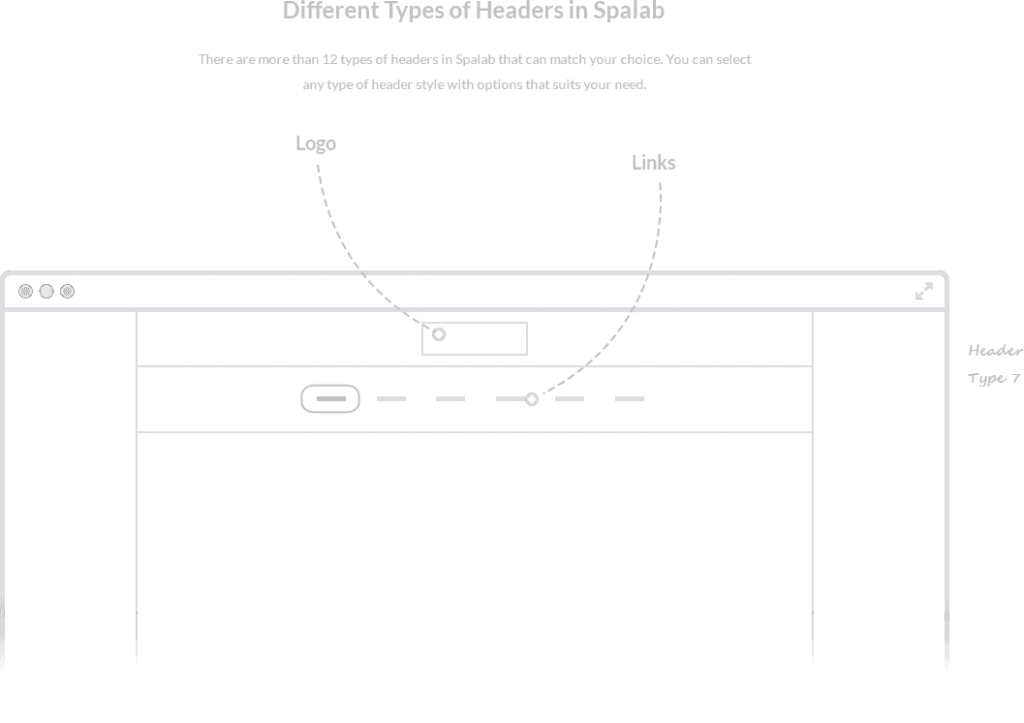 Different Types of Headers in Spalab
There are more than 12 types of headers in Spalab that can match your choice. You can select
any type of header style with options that suits your need.
Logo
Links
Header
Type 7